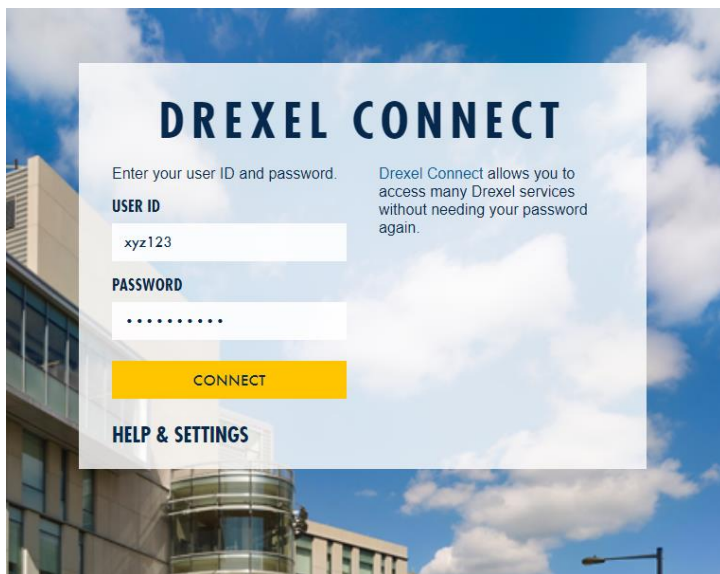 DREXEL CONNECT
Enter your user ID and password.
USER ID
xyz123
PASSWORD
••••••••••
CONNECT
HELP & SETTINGS
Drexel Connect allows you to
access many Drexel services
without needing your password
again.